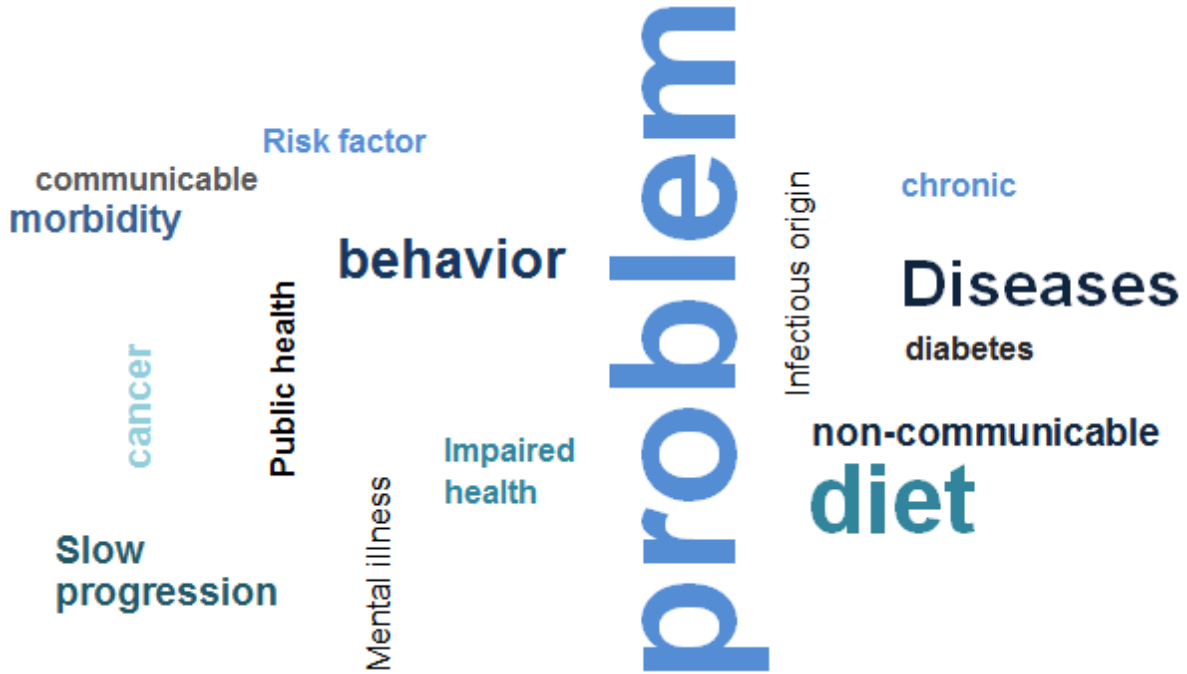 problem
Risk factor
communicable
morbidity
behavior
Infectious origin
chronic
Diseases
diabetes
Public health
cancer
non-communicable
diet
Impaired
health
Mental illness
Slow
progression